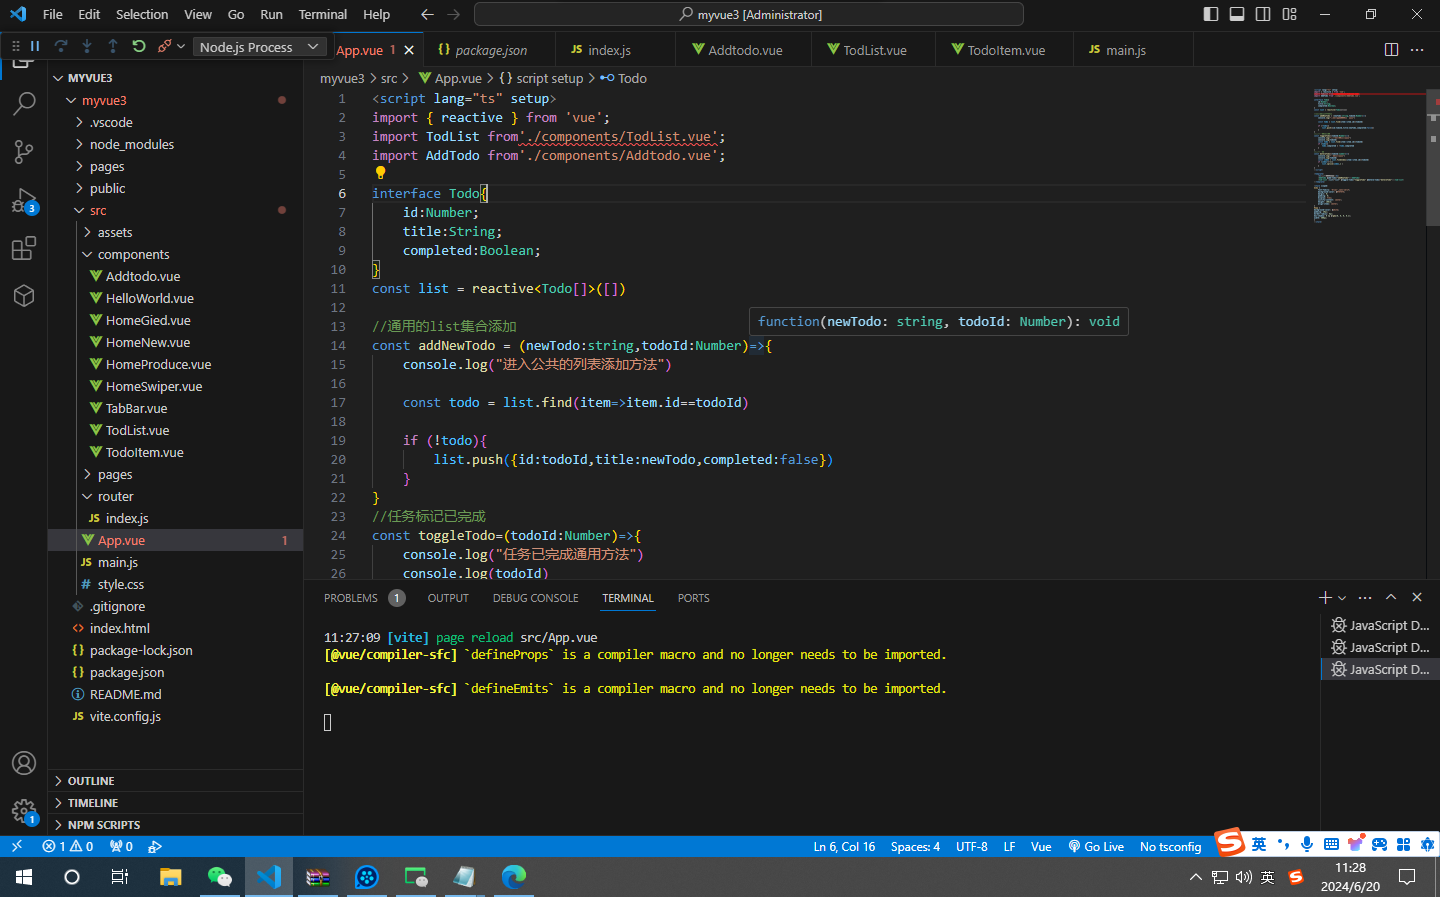 File Edit Selection View Go Run Terminal Help
myvue3 [Administrator]
Node.js Process
App.vue 1
package.json
index.js
Addtodo.vue
TodList.vue
TodoItem.vue
main.js
MYVUE3
myvue3
.vscode
node_modules
pages
public
src
assets
components
Addtodo.vue
HelloWorld.vue
HomeGied.vue
HomeNew.vue
HomeProduce.vue
HomeSwiper.vue
TabBar.vue
TodList.vue
TodoItem.vue
pages
router
JS index.js
App.vue 1
JS main.js
# style.css
.gitignore
<> index.html
{} package-lock.json
{} package.json
README.md
JS vite.config.js
OUTLINE
TIMELINE
NPM SCRIPTS
3
1
myvue3 > src > App.vue > {} script setup > Todo
1 <script lang="ts" setup>
2 import { reactive } from 'vue';
3 import TodList from'./components/TodList.vue';
4 import AddTodo from'./components/Addtodo.vue';
5
6 interface Todo{
7 id:Number;
8 title:String;
9 completed:Boolean;
10 }
11 const list = reactive<Todo[]>([])
12
function(newTodo: string, todoId: Number): void
13 //通用的list集合添加
14 const addNewTodo = (newTodo:string,todoId:Number)=>{
15 console.log("进入公共的列表添加方法")
16
17 const todo = list.find(item=>item.id==todoId)
18
19 if (!todo){
20 list.push({id:todoId,title:newTodo,completed:false})
21 }
22 }
23 //任务标记已完成
24 const toggleTodo=(todoId:Number)=>{
25 console.log("任务已完成通用方法")
26 console.log(todoId)
PROBLEMS 1 OUTPUT DEBUG CONSOLE TERMINAL PORTS
11:27:09 [vite] page reload src/App.vue
[@vue/compiler-sfc] `defineProps` is a compiler macro and no longer needs to be imported.
[@vue/compiler-sfc] `defineEmits` is a compiler macro and no longer needs to be imported.
JavaScript D...
JavaScript D...
JavaScript D...
1 0 0
Ln 6, Col 16 Spaces: 4 UTF-8 LF Vue Go Live No tsconfig
英
英
11:28
2024/6/20